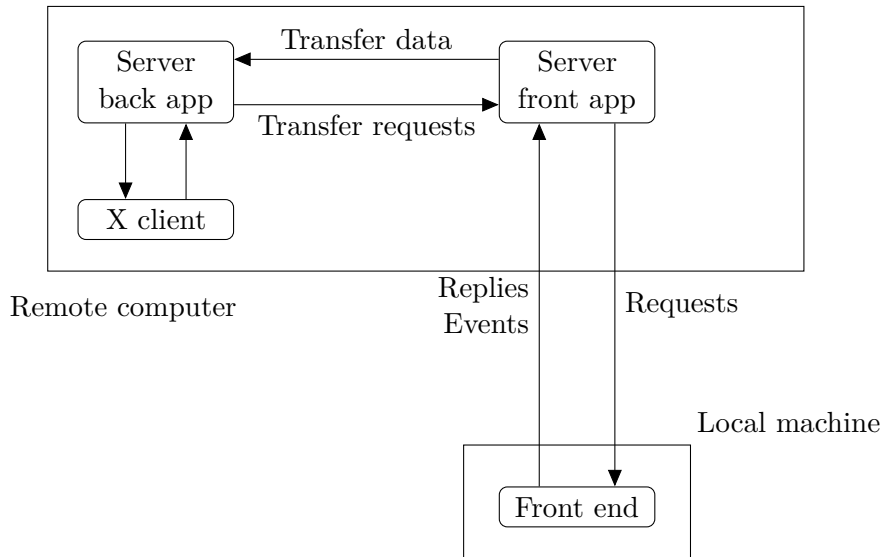 Transfer data
Server
back app
Server
front app
Transfer requests
X client
Replies
Events
Requests
Remote computer
Local machine
Front end